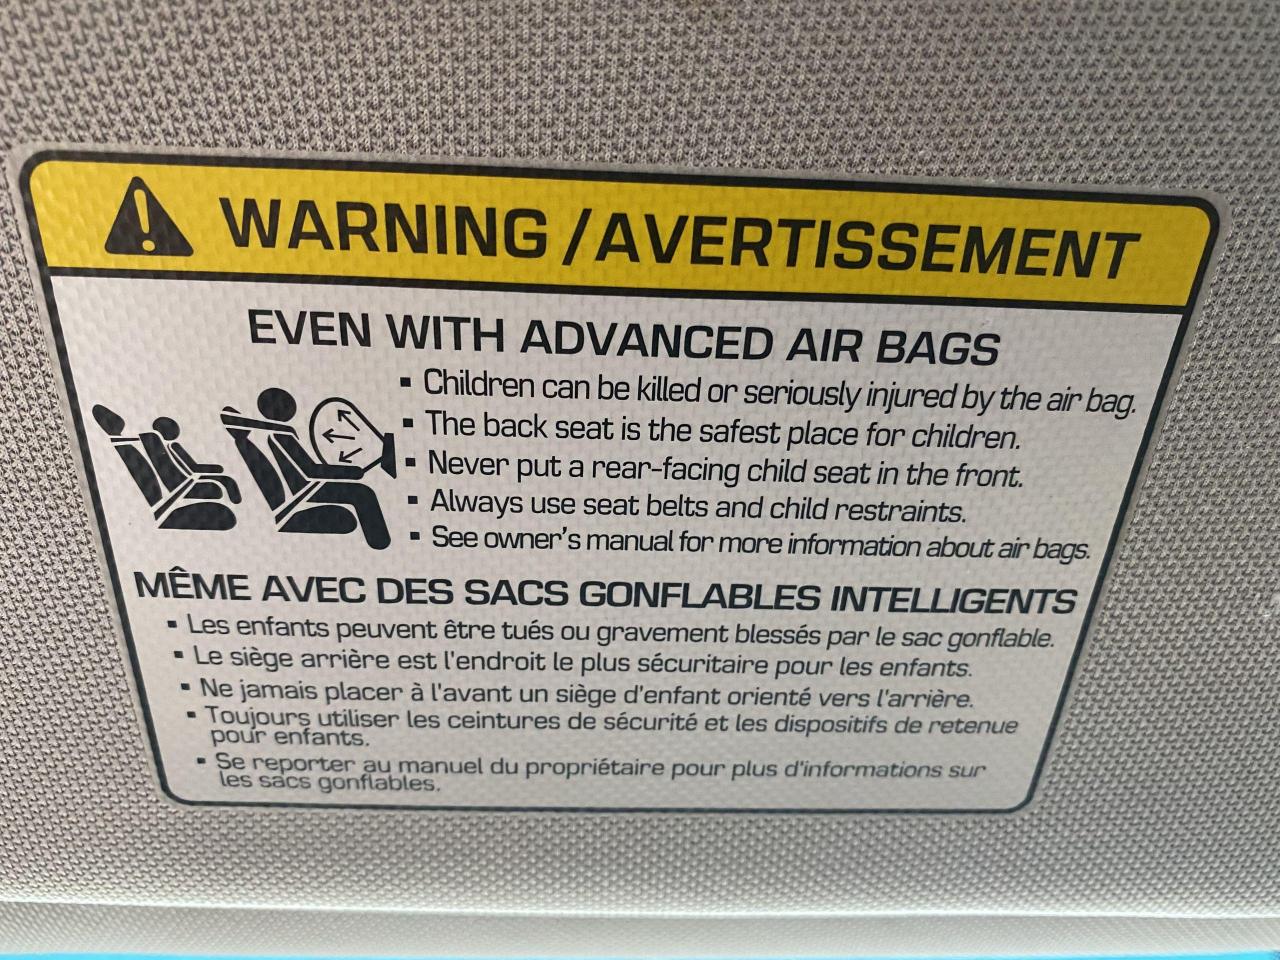 WARNING / AVERTISSEMENT
EVEN WITH ADVANCED AIR BAGS
▪ Children can be killed or seriously injured by the air bag.
▪ The back seat is the safest place for children.
▪ Never put a rear-facing child seat in the front.
▪ Always use seat belts and child restraints.
▪ See owner's manual for more information about air bags.
MÊME AVEC DES SACS GONFLABLES INTELLIGENTS
▪ Les enfants peuvent être tués ou gravement blessés par le sac gonflable.
▪ Le siège arrière est l'endroit le plus sécuritaire pour les enfants.
▪ Ne jamais placer à l'avant un siège d'enfant orienté vers l'arrière.
▪ Toujours utiliser les ceintures de sécurité et les dispositifs de retenue
pour enfants.
▪ Se reporter au manuel du propriétaire pour plus d'informations sur
les sacs gonflables.